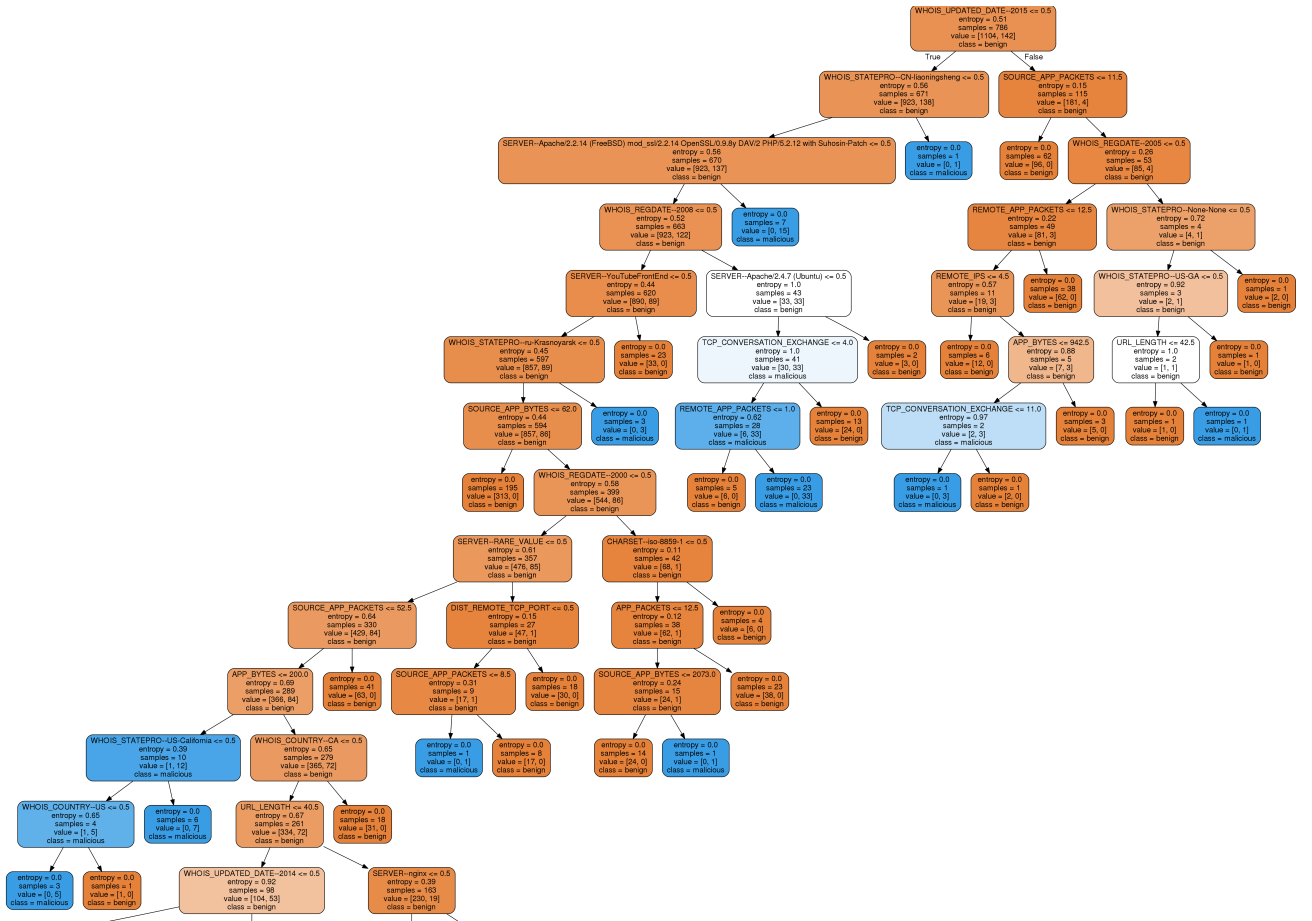 WHOIS_UPDATED_DATE--2015 <= 0.5
entropy = 0.51
samples = 786
value = [1104, 142]
class = benign
True
False
WHOIS_STATEPRO--CN-liaoningsheng <= 0.5
entropy = 0.56
samples = 671
value = [923, 138]
class = benign
SOURCE_APP_PACKETS <= 11.5
entropy = 0.15
samples = 115
value = [181, 4]
class = benign
SERVER--Apache/2.2.14 (FreeBSD) mod_ssl/2.2.14 OpenSSL/0.9.8y DAV/2 PHP/5.2.12 with Suhosin-Patch <= 0.5
entropy = 0.56
samples = 670
value = [923, 137]
class = benign
entropy = 0.0
samples = 1
value = [0, 1]
class = malicious
entropy = 0.0
samples = 62
value = [96, 0]
class = benign
WHOIS_REGDATE--2005 <= 0.5
entropy = 0.26
samples = 53
value = [85, 4]
class = benign
WHOIS_REGDATE--2008 <= 0.5
entropy = 0.52
samples = 663
value = [923, 122]
class = benign
entropy = 0.0
samples = 7
value = [0, 15]
class = malicious
REMOTE_APP_PACKETS <= 12.5
entropy = 0.22
samples = 49
value = [81, 3]
class = benign
WHOIS_STATEPRO--None-None <= 0.5
entropy = 0.72
samples = 4
value = [4, 1]
class = benign
SERVER--YouTubeFrontEnd <= 0.5
entropy = 0.44
samples = 620
value = [890, 89]
class = benign
SERVER--Apache/2.4.7 (Ubuntu) <= 0.5
entropy = 1.0
samples = 43
value = [33, 33]
class = benign
REMOTE_IPS <= 4.5
entropy = 0.57
samples = 11
value = [19, 3]
class = benign
entropy = 0.0
samples = 38
value = [62, 0]
class = benign
WHOIS_STATEPRO--US-GA <= 0.5
entropy = 0.92
samples = 3
value = [2, 1]
class = benign
entropy = 0.0
samples = 1
value = [2, 0]
class = benign
WHOIS_STATEPRO--ru-Krasnoyarsk <= 0.5
entropy = 0.45
samples = 597
value = [857, 89]
class = benign
entropy = 0.0
samples = 23
value = [33, 0]
class = benign
TCP_CONVERSATION_EXCHANGE <= 4.0
entropy = 1.0
samples = 41
value = [30, 33]
class = malicious
entropy = 0.0
samples = 2
value = [3, 0]
class = benign
entropy = 0.0
samples = 6
value = [12, 0]
class = benign
APP_BYTES <= 942.5
entropy = 0.88
samples = 5
value = [7, 3]
class = benign
URL_LENGTH <= 42.5
entropy = 1.0
samples = 2
value = [1, 1]
class = benign
entropy = 0.0
samples = 1
value = [1, 0]
class = benign
SOURCE_APP_BYTES <= 62.0
entropy = 0.44
samples = 594
value = [857, 86]
class = benign
entropy = 0.0
samples = 3
value = [0, 3]
class = malicious
REMOTE_APP_PACKETS <= 1.0
entropy = 0.62
samples = 28
value = [6, 33]
class = malicious
entropy = 0.0
samples = 13
value = [24, 0]
class = benign
TCP_CONVERSATION_EXCHANGE <= 11.0
entropy = 0.97
samples = 2
value = [2, 3]
class = malicious
entropy = 0.0
samples = 3
value = [5, 0]
class = benign
entropy = 0.0
samples = 1
value = [1, 0]
class = benign
entropy = 0.0
samples = 1
value = [0, 1]
class = malicious
entropy = 0.0
samples = 195
value = [313, 0]
class = benign
WHOIS_REGDATE--2000 <= 0.5
entropy = 0.58
samples = 399
value = [544, 86]
class = benign
entropy = 0.0
samples = 5
value = [6, 0]
class = benign
entropy = 0.0
samples = 23
value = [0, 33]
class = malicious
entropy = 0.0
samples = 1
value = [0, 3]
class = malicious
entropy = 0.0
samples = 1
value = [2, 0]
class = benign
SERVER--RARE_VALUE <= 0.5
entropy = 0.61
samples = 357
value = [476, 85]
class = benign
CHARSET--iso-8859-1 <= 0.5
entropy = 0.11
samples = 42
value = [68, 1]
class = benign
SOURCE_APP_PACKETS <= 52.5
entropy = 0.64
samples = 330
value = [429, 84]
class = benign
DIST_REMOTE_TCP_PORT <= 0.5
entropy = 0.15
samples = 27
value = [47, 1]
class = benign
APP_PACKETS <= 12.5
entropy = 0.12
samples = 38
value = [62, 1]
class = benign
entropy = 0.0
samples = 4
value = [6, 0]
class = benign
APP_BYTES <= 200.0
entropy = 0.69
samples = 289
value = [366, 84]
class = benign
entropy = 0.0
samples = 41
value = [63, 0]
class = benign
SOURCE_APP_PACKETS <= 8.5
entropy = 0.31
samples = 9
value = [17, 1]
class = benign
entropy = 0.0
samples = 18
value = [30, 0]
class = benign
SOURCE_APP_BYTES <= 2073.0
entropy = 0.24
samples = 15
value = [24, 1]
class = benign
entropy = 0.0
samples = 23
value = [38, 0]
class = benign
WHOIS_STATEPRO--US-California <= 0.5
entropy = 0.39
samples = 10
value = [1, 12]
class = malicious
WHOIS_COUNTRY--CA <= 0.5
entropy = 0.65
samples = 279
value = [365, 72]
class = benign
entropy = 0.0
samples = 1
value = [0, 1]
class = malicious
entropy = 0.0
samples = 8
value = [17, 0]
class = benign
entropy = 0.0
samples = 14
value = [24, 0]
class = benign
entropy = 0.0
samples = 1
value = [0, 1]
class = malicious
WHOIS_COUNTRY--US <= 0.5
entropy = 0.65
samples = 4
value = [1, 5]
class = malicious
entropy = 0.0
samples = 6
value = [0, 7]
class = malicious
URL_LENGTH <= 40.5
entropy = 0.67
samples = 261
value = [334, 72]
class = benign
entropy = 0.0
samples = 18
value = [31, 0]
class = benign
entropy = 0.0
samples = 3
value = [0, 5]
class = malicious
entropy = 0.0
samples = 1
value = [1, 0]
class = benign
WHOIS_UPDATED_DATE--2014 <= 0.5
entropy = 0.92
samples = 98
value = [104, 53]
class = benign
SERVER--nginx <= 0.5
entropy = 0.39
samples = 163
value = [230, 19]
class = benign